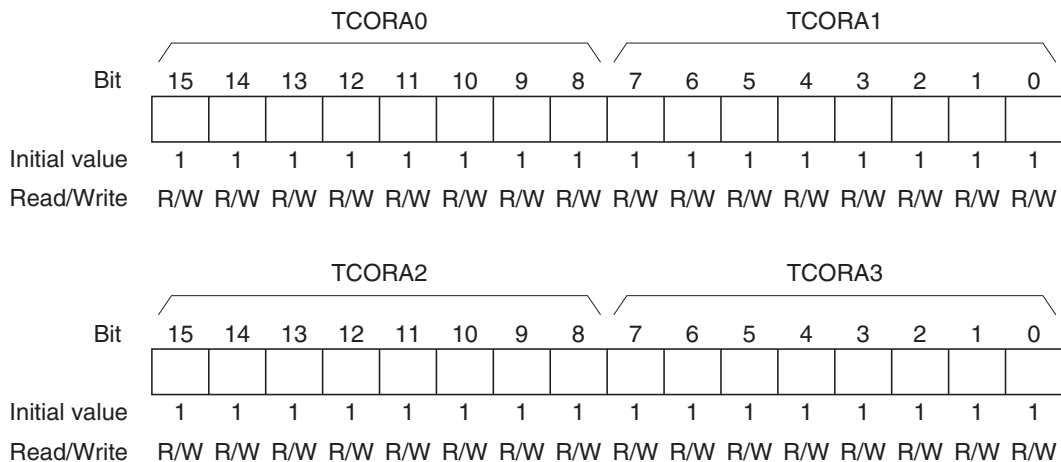 TCORA0 TCORA1
Bit 15 14 13 12 11 10 9 8 7 6 5 4 3 2 1 0
Initial value 1 1 1 1 1 1 1 1 1 1 1 1 1 1 1 1
Read/Write R/W R/W R/W R/W R/W R/W R/W R/W R/W R/W R/W R/W R/W R/W R/W R/W
TCORA2 TCORA3
Bit 15 14 13 12 11 10 9 8 7 6 5 4 3 2 1 0
Initial value 1 1 1 1 1 1 1 1 1 1 1 1 1 1 1 1
Read/Write R/W R/W R/W R/W R/W R/W R/W R/W R/W R/W R/W R/W R/W R/W R/W R/W